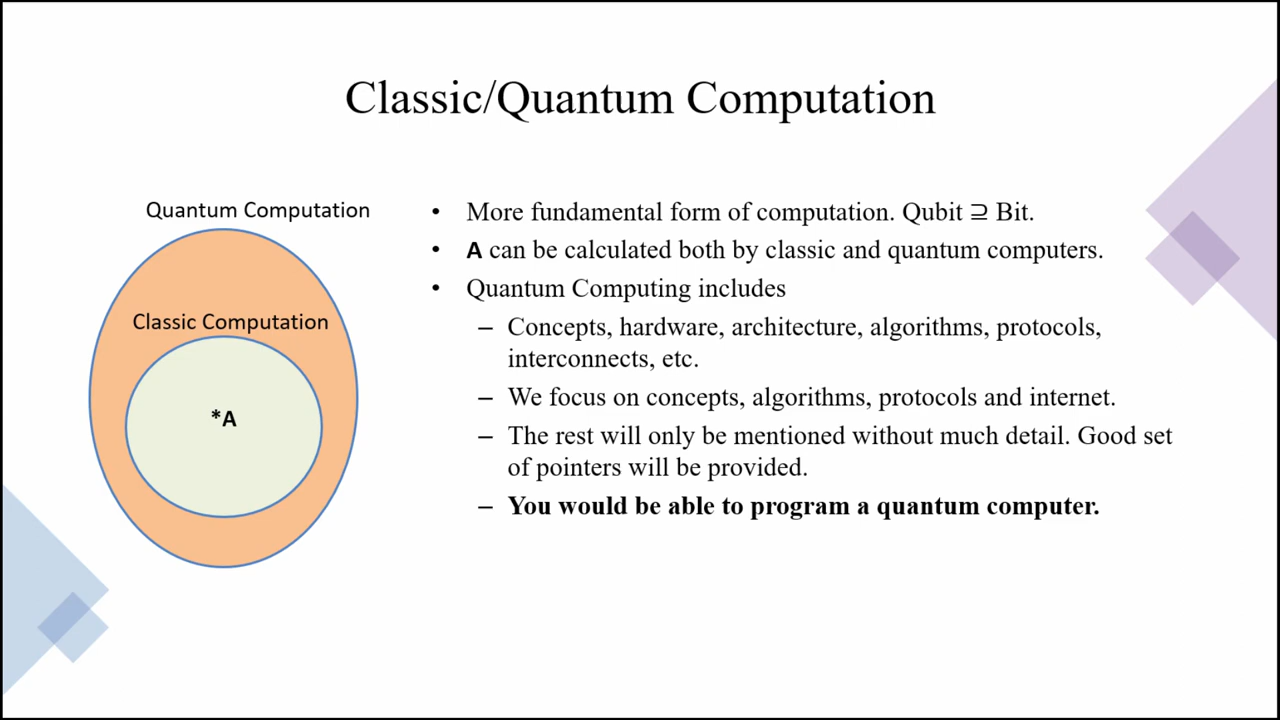 Classic/Quantum Computation
Quantum Computation
Classic Computation
*A
• More fundamental form of computation. Qubit ⊇ Bit.
• A can be calculated both by classic and quantum computers.
• Quantum Computing includes
– Concepts, hardware, architecture, algorithms, protocols,
interconnects, etc.
– We focus on concepts, algorithms, protocols and internet.
– The rest will only be mentioned without much detail. Good set
of pointers will be provided.
– You would be able to program a quantum computer.